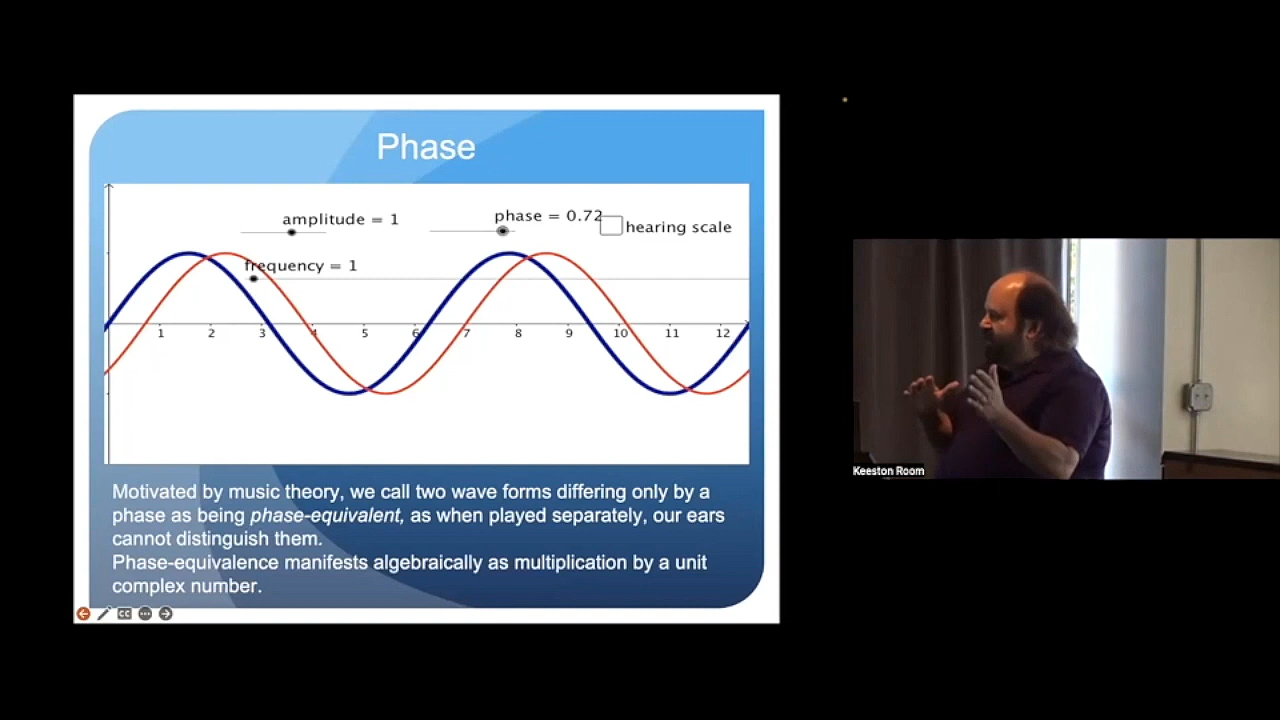 Phase
amplitude = 1
phase = 0.72
hearing scale
frequency = 1
1 2 3 4 5 6 7 8 9 10 11 12
Motivated by music theory, we call two wave forms differing only by a
phase as being phase-equivalent, as when played separately, our ears
cannot distinguish them.
Phase-equivalence manifests algebraically as multiplication by a unit
complex number.
CC
Keeston Room